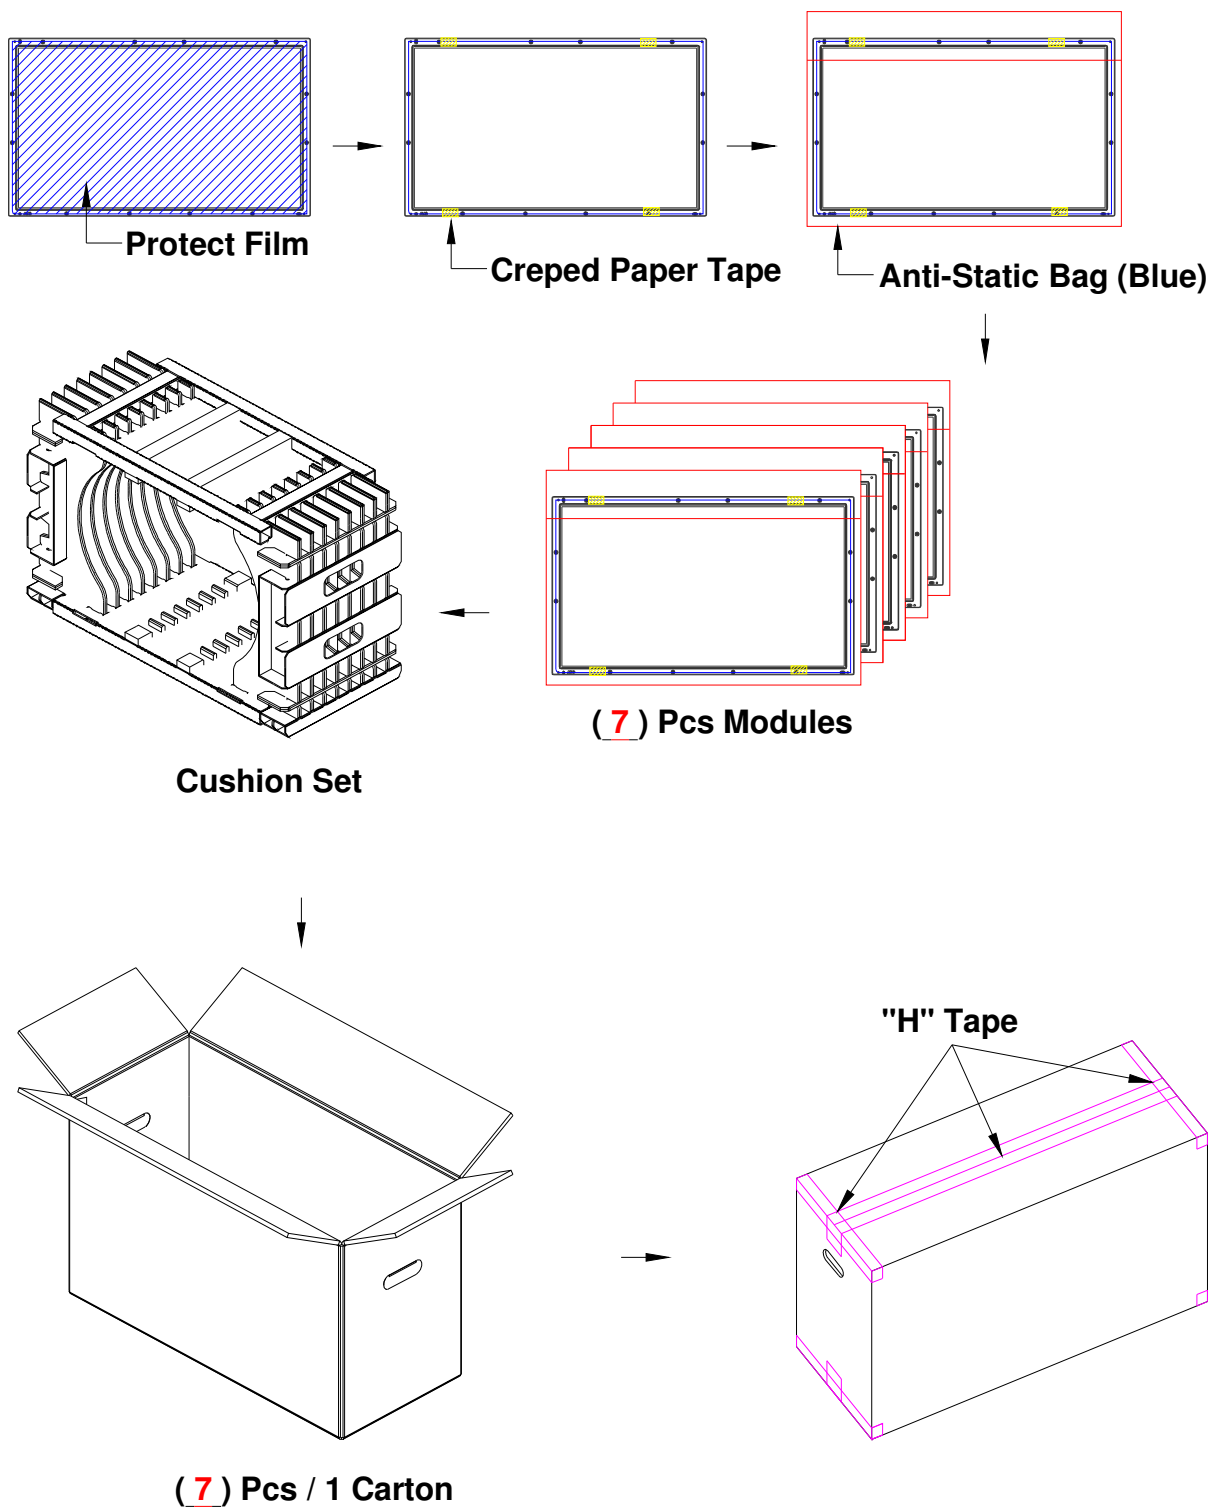 Protect Film
Creped Paper Tape
Anti-Static Bag (Blue)
( 7 ) Pcs Modules
Cushion Set
"H" Tape
( 7 ) Pcs / 1 Carton